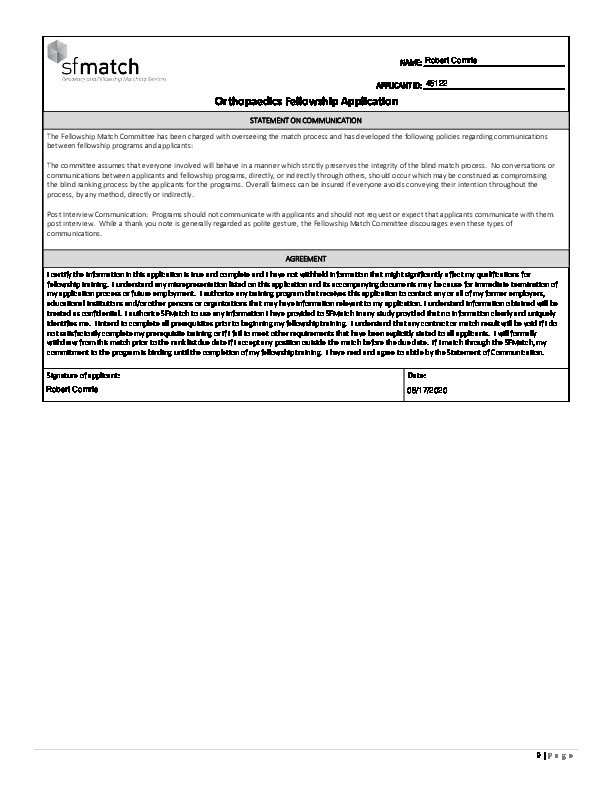 sfmatch
Residency and Fellowship Matching Services
NAME: Robert Comrie
APPLICANT ID: 45122
Orthopaedics Fellowship Application
STATEMENT ON COMMUNICATION
The Fellowship Match Committee has been charged with overseeing the match process and has developed the following policies regarding communications
between fellowship programs and applicants:
The committee assumes that everyone involved will behave in a manner which strictly preserves the integrity of the blind match process. No conversations or
communications between applicants and fellowship programs, directly, or indirectly through others, should occur which may be construed as compromising
the blind ranking process by the applicants for the programs. Overall fairness can be insured if everyone avoids conveying their intention throughout the
process, by any method, directly or indirectly.
Post Interview Communication: Programs should not communicate with applicants and should not request or expect that applicants communicate with them
post interview. While a thank you note is generally regarded as polite gesture, the Fellowship Match Committee discourages even these types of
communications.
AGREEMENT
I certify the information in this application is true and complete and I have not withheld information that might significantly affect my qualifications for
fellowship training. I understand any misrepresentation listed on this application and its accompanying documents may be cause for immediate termination of
my application process or future employment. I authorize any training program that receives this application to contact any or all of my former employers,
educational institutions and/or other persons or organizations that may have information relevant to my application. I understand information obtained will be
treated as confidential. I authorize SFMatch to use any information I have provided to SFMatch in any study provided that no information clearly and uniquely
identifies me. I intend to complete all prerequisites prior to beginning my fellowship training. I understand that any contract or match result will be void if I do
not satisfactorily complete my prerequisite training or if I fail to meet other requirements that have been explicitly stated to all applicants. I will formally
withdraw from this match prior to the rank list due date if I accept any position outside the match before the due date. If I match through the SFMatch, my
commitment to the program is binding until the completion of my fellowship training. I have read and agree to abide by the Statement of Communication.
Signature of applicant:
Date:
Robert Comrie
08/17/2020
9 | Page